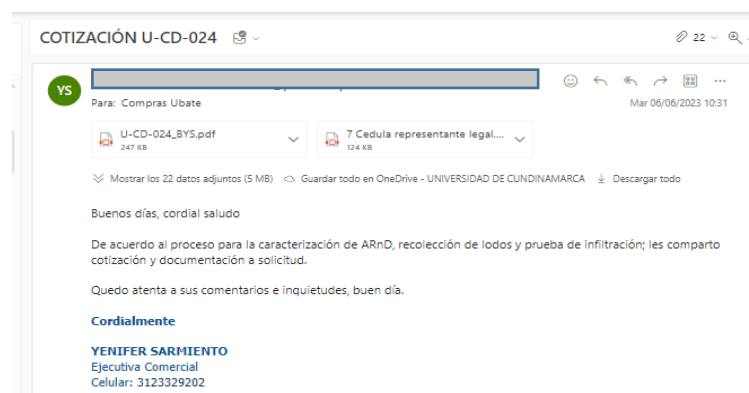 COTIZACIÓN U-CD-024
22
YS
Para: Compras Ubate
Mar 06/06/2023 10:31
U-CD-024_BYS.pdf
247 KB
7 Cedula representante legal....
124 KB
Mostrar los 22 datos adjuntos (5 MB) Guardar todo en OneDrive - UNIVERSIDAD DE CUNDINAMARCA Descargar todo
Buenos días, cordial saludo
De acuerdo al proceso para la caracterización de ARnD, recolección de lodos y prueba de infiltración; les comparto
cotización y documentación a solicitud.
Quedo atenta a sus comentarios e inquietudes, buen día.
Cordialmente
YENIFER SARMIENTO
Ejecutiva Comercial
Celular: 3123329202